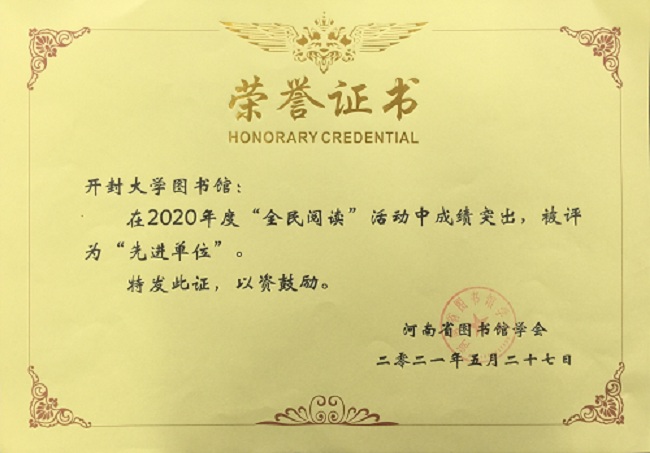 荣誉证书
HONORARY CREDENTIAL
开封大学图书馆：
在2020年度“全民阅读”活动中成绩突出，被评
为“先进单位”。
特发此证，以资鼓励。
河南省图书馆学会
二零二一年五月二十七日